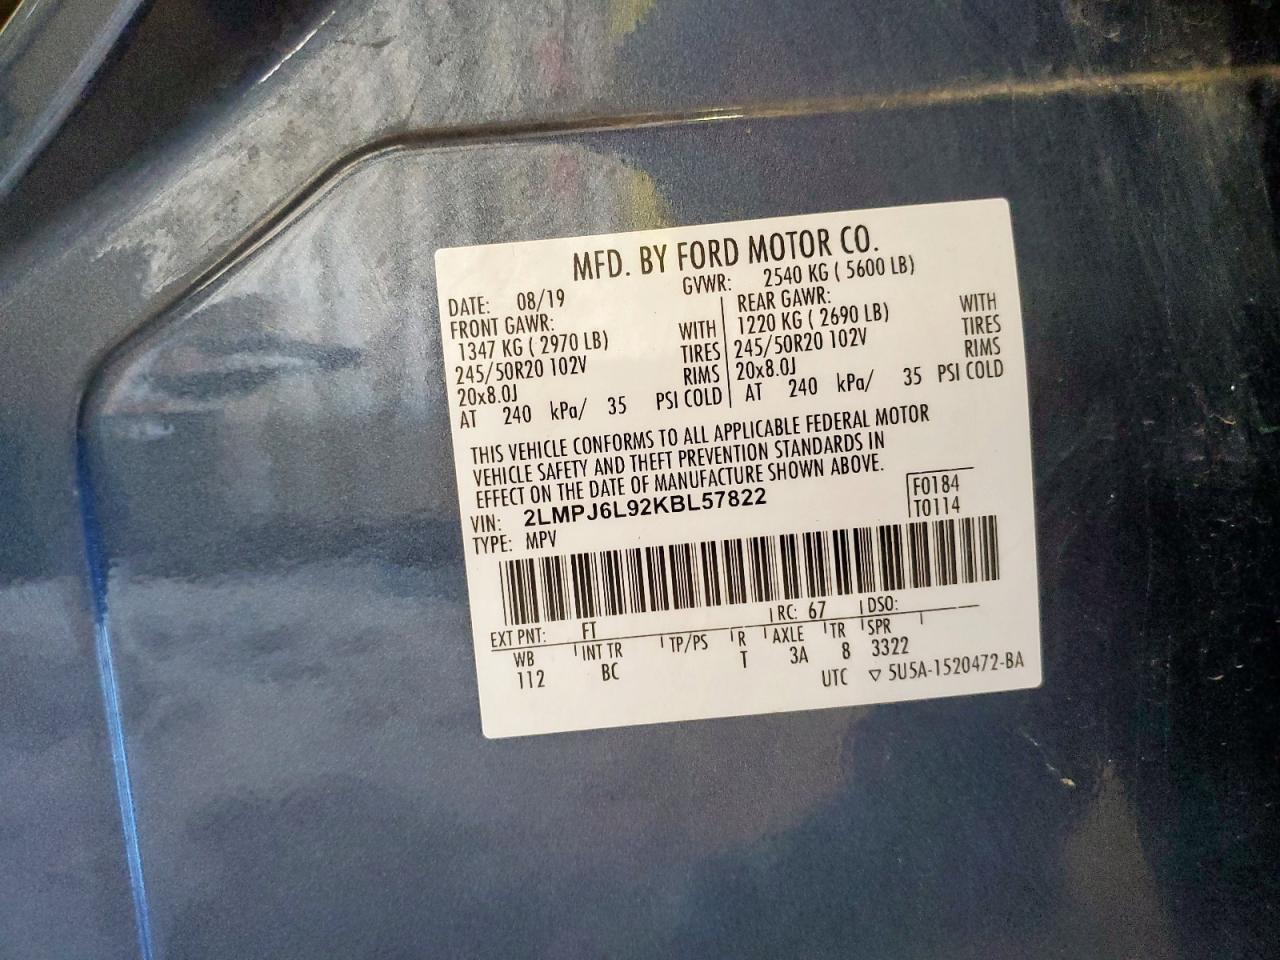 MFD. BY FORD MOTOR CO.
DATE: 08/19 GVWR: 2540 KG ( 5600 LB)
FRONT GAWR: REAR GAWR:
1347 KG ( 2970 LB) WITH 1220 KG ( 2690 LB) WITH
245/50R20 102V TIRES 245/50R20 102V TIRES
20x8.0J RIMS 20x8.0J RIMS
AT 240 kPa/ 35 PSI COLD AT 240 kPa/ 35 PSI COLD
THIS VEHICLE CONFORMS TO ALL APPLICABLE FEDERAL MOTOR
VEHICLE SAFETY AND THEFT PREVENTION STANDARDS IN
EFFECT ON THE DATE OF MANUFACTURE SHOWN ABOVE.
VIN: 2LMPJ6L92KBL57822 F0184
TYPE: MPV T0114
EXT PNT: FT RC: 67 DSO:
WB INT TR TP/PS R AXLE TR SPR
112 BC T 3A 8 3322
UTC ▽ 5U5A-1520472-BA